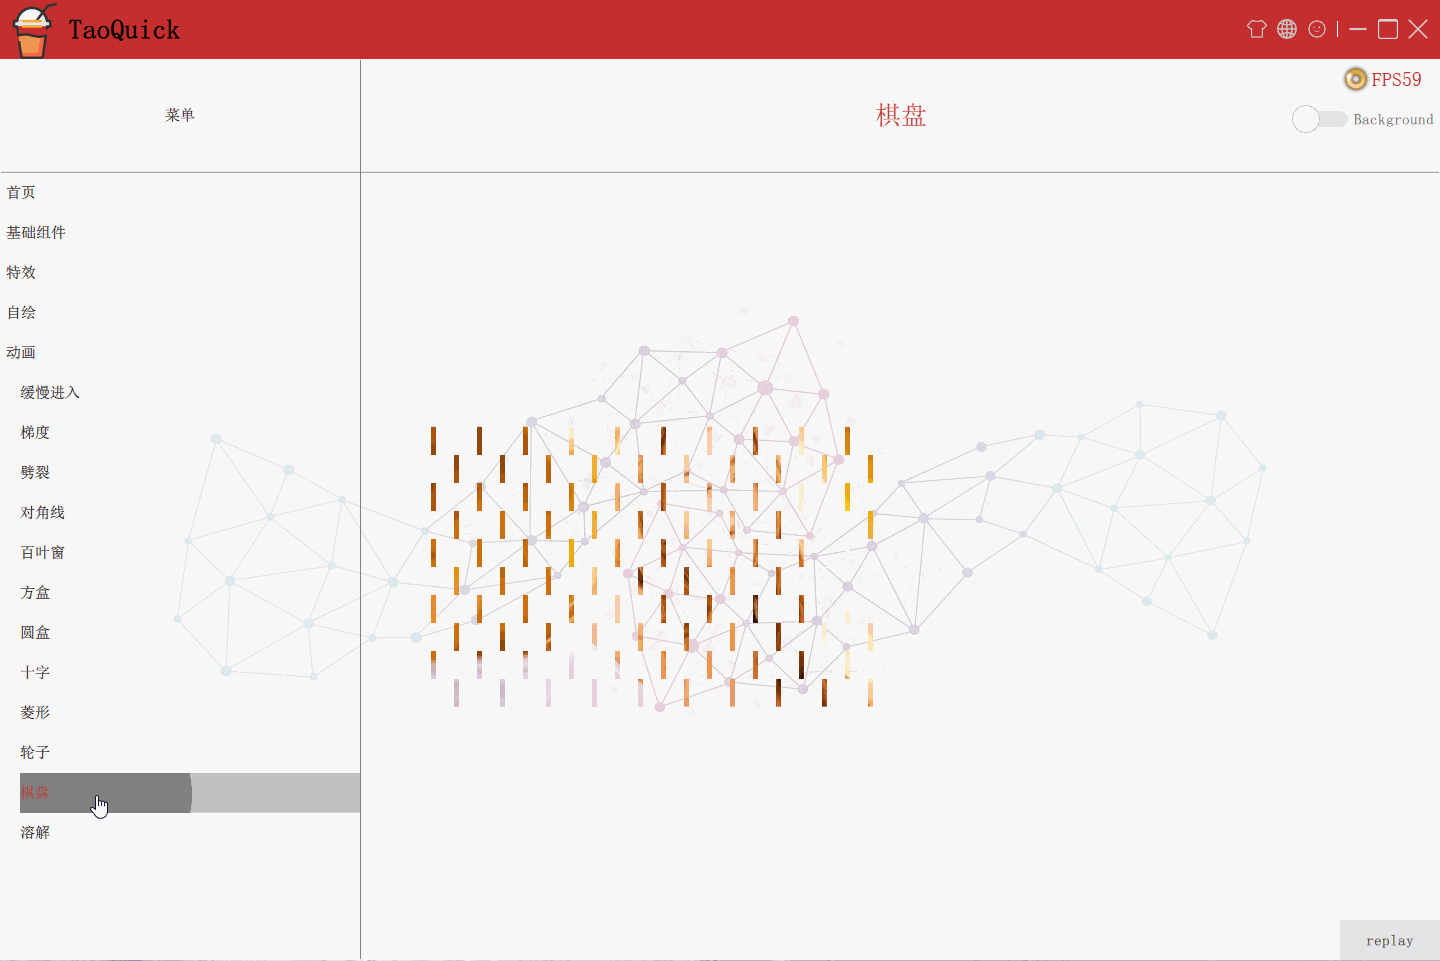 TaoQuick
FPS59
菜单
棋盘
Background
首页
基础组件
特效
自绘
动画
缓慢进入
梯度
劈裂
对角线
百叶窗
方盒
圆盒
十字
菱形
轮子
棋盘
溶解
replay